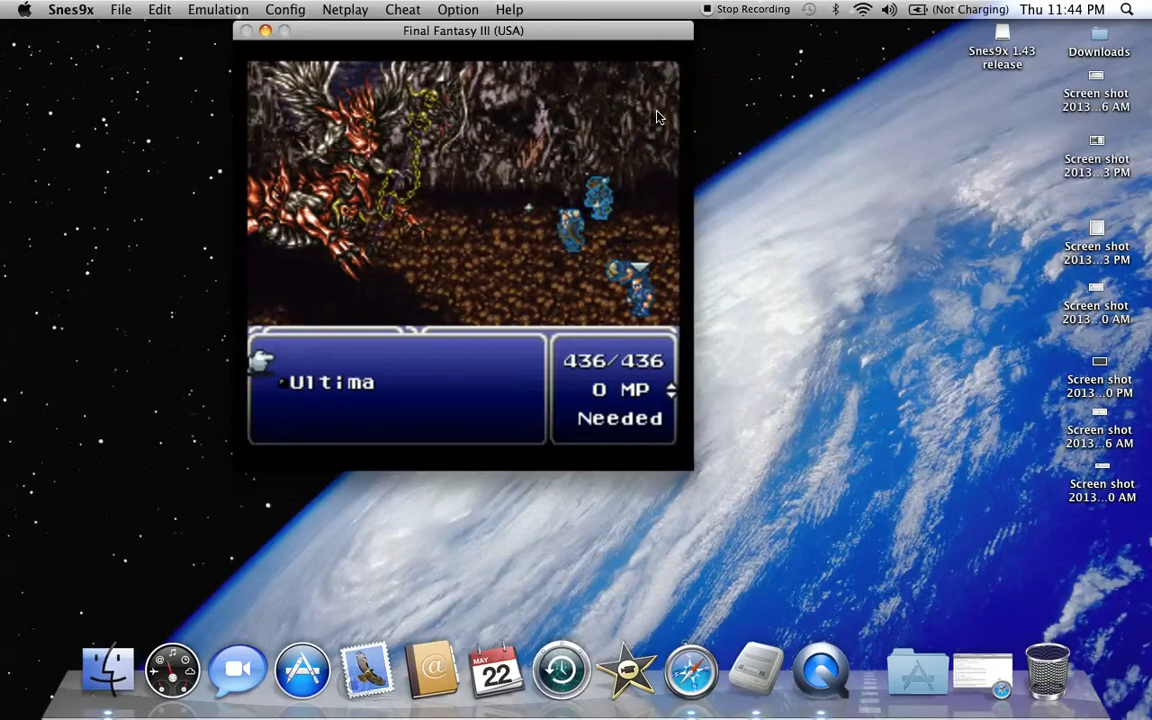 Snes9x File Edit Emulation Config Netplay Cheat Option Help Stop Recording (Not Charging) Thu 11:44 PM
Final Fantasy III (USA)
Snes9x 1.43
release
Downloads
Screen shot
2013...6 AM
Screen shot
2013...3 PM
Screen shot
2013...3 PM
Screen shot
2013...0 AM
Screen shot
2013...0 PM
Screen shot
2013...6 AM
Screen shot
2013...0 AM
436/436
Ultima
0 MP
Needed
MAY
22